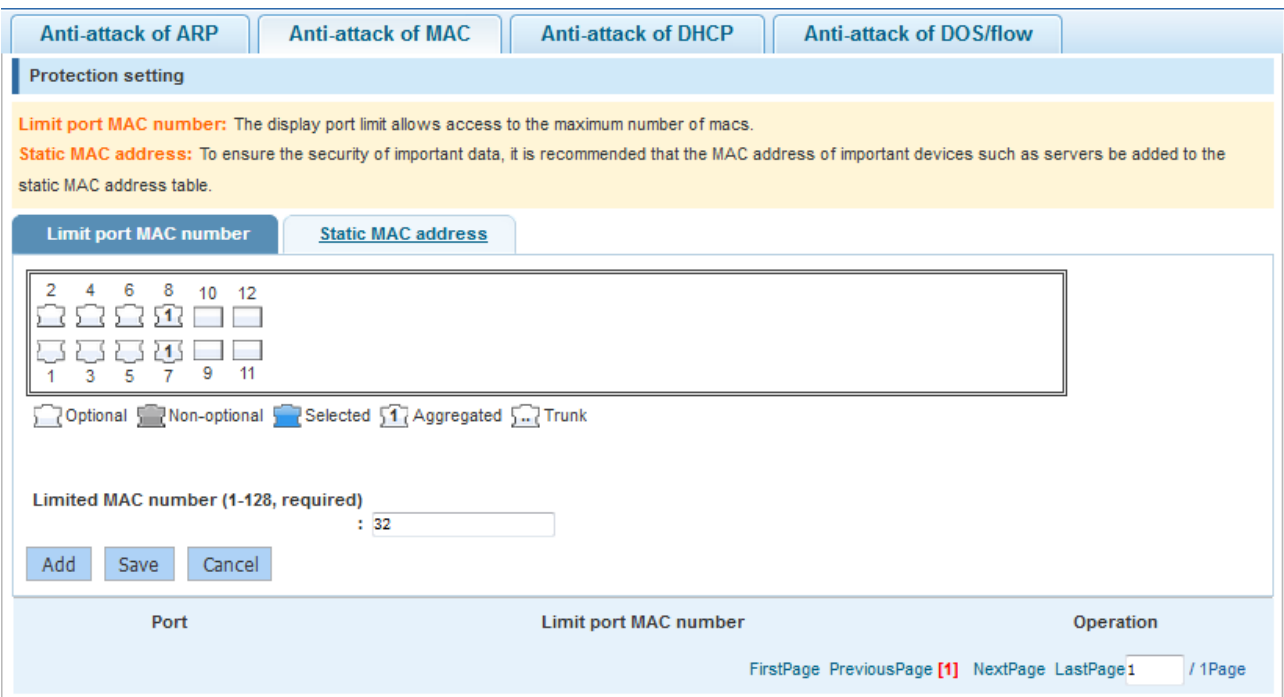 Anti-attack of ARP Anti-attack of MAC Anti-attack of DHCP Anti-attack of DOS/flow
Protection setting
Limit port MAC number: The display port limit allows access to the maximum number of macs.
Static MAC address: To ensure the security of important data, it is recommended that the MAC address of important devices such as servers be added to the
static MAC address table.
Limit port MAC number Static MAC address
2 4 6 8 10 12
1
1
1 3 5 7 9 11
Optional Non-optional Selected 1 Aggregated .. Trunk
Limited MAC number (1-128, required)
: 32
Add Save Cancel
Port Limit port MAC number Operation
FirstPage PreviousPage [1] NextPage LastPage 1 / 1Page